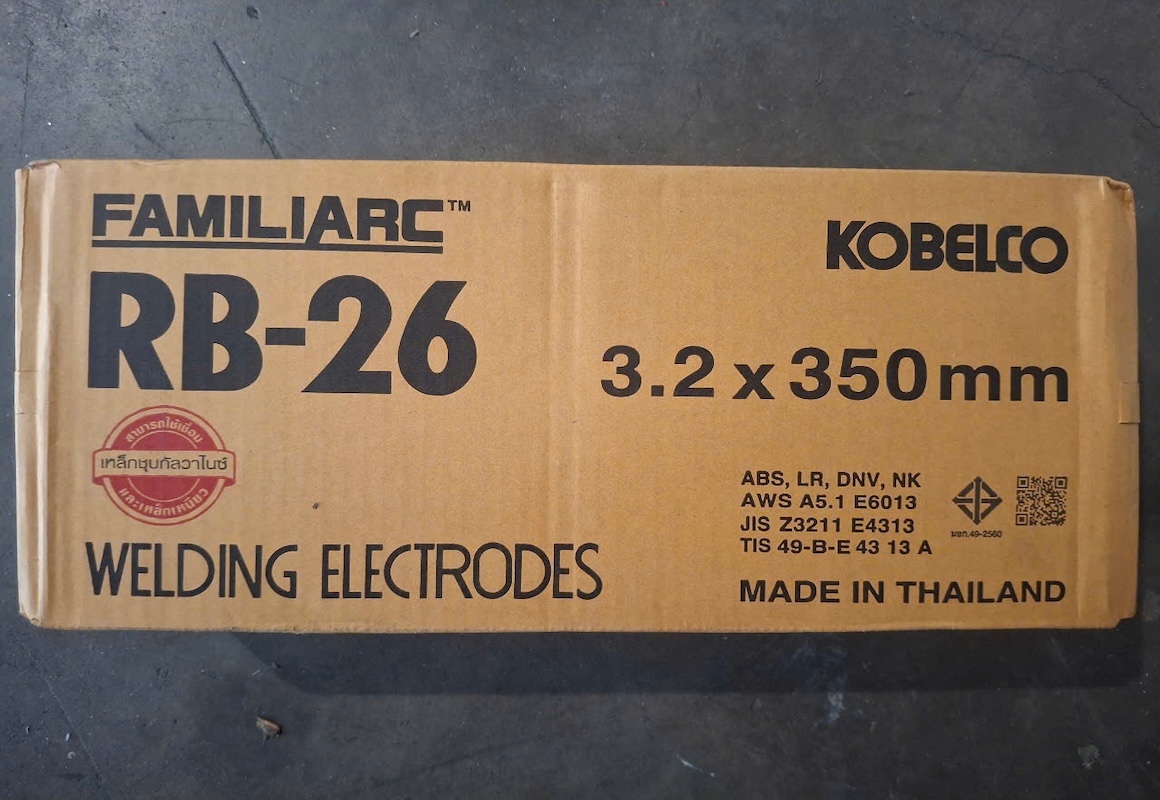 FAMILIARC™
RB-26
KOBELCO
3.2 x 350mm
สามารถใช้เชื่อม
เหล็กชุบกัลวาไนซ์
และเหล็กเหนียว
ABS, LR, DNV, NK
AWS A5.1 E6013
JIS Z3211 E4313
TIS 49-B-E 43 13 A
มอก.49-2560
WELDING ELECTRODES
MADE IN THAILAND